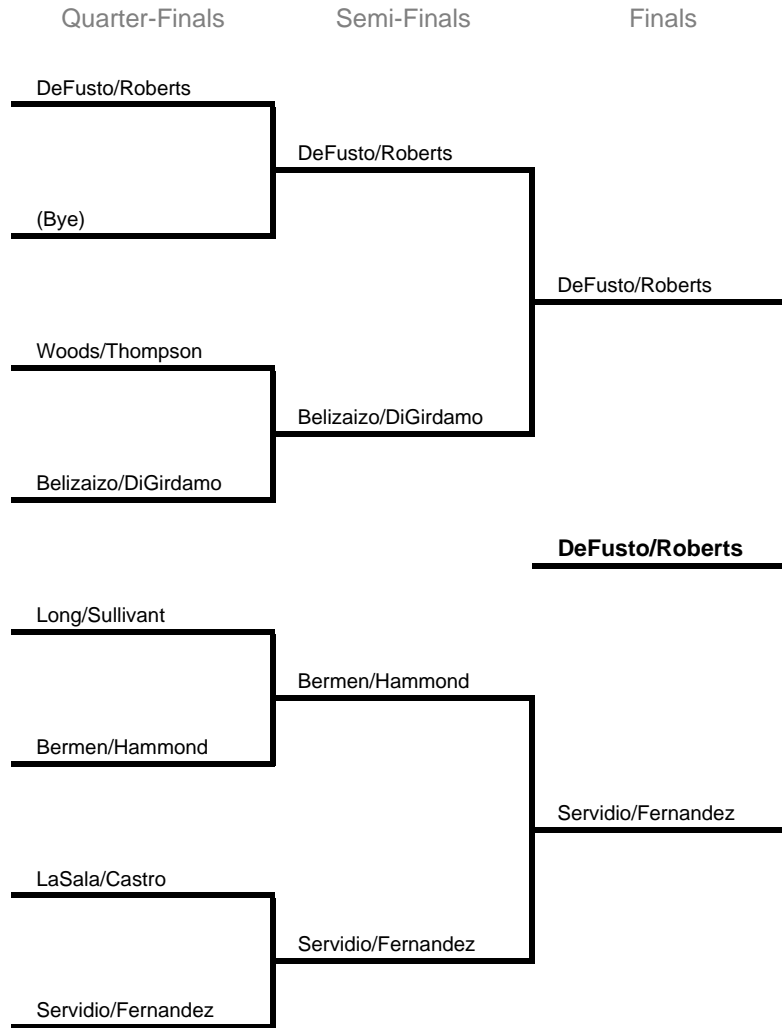 Quarter-Finals Semi-Finals Finals
DeFusto/Roberts
DeFusto/Roberts
(Bye)
DeFusto/Roberts
Woods/Thompson
Belizaizo/DiGirdamo
Belizaizo/DiGirdamo
DeFusto/Roberts
Long/Sullivant
Bermen/Hammond
Bermen/Hammond
Servidio/Fernandez
LaSala/Castro
Servidio/Fernandez
Servidio/Fernandez